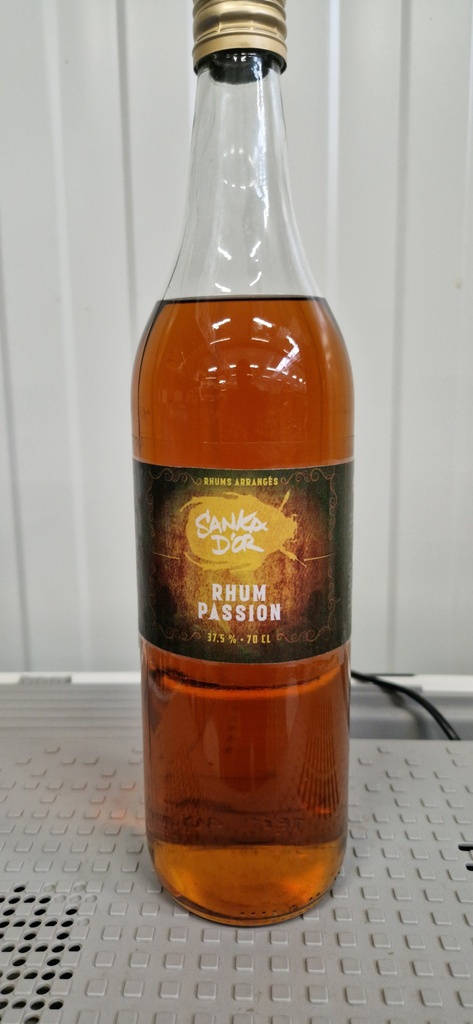 RHUMS ARRANGÉS
SANKA
D'OR
RHUM
PASSION
37.5 % • 70 CL